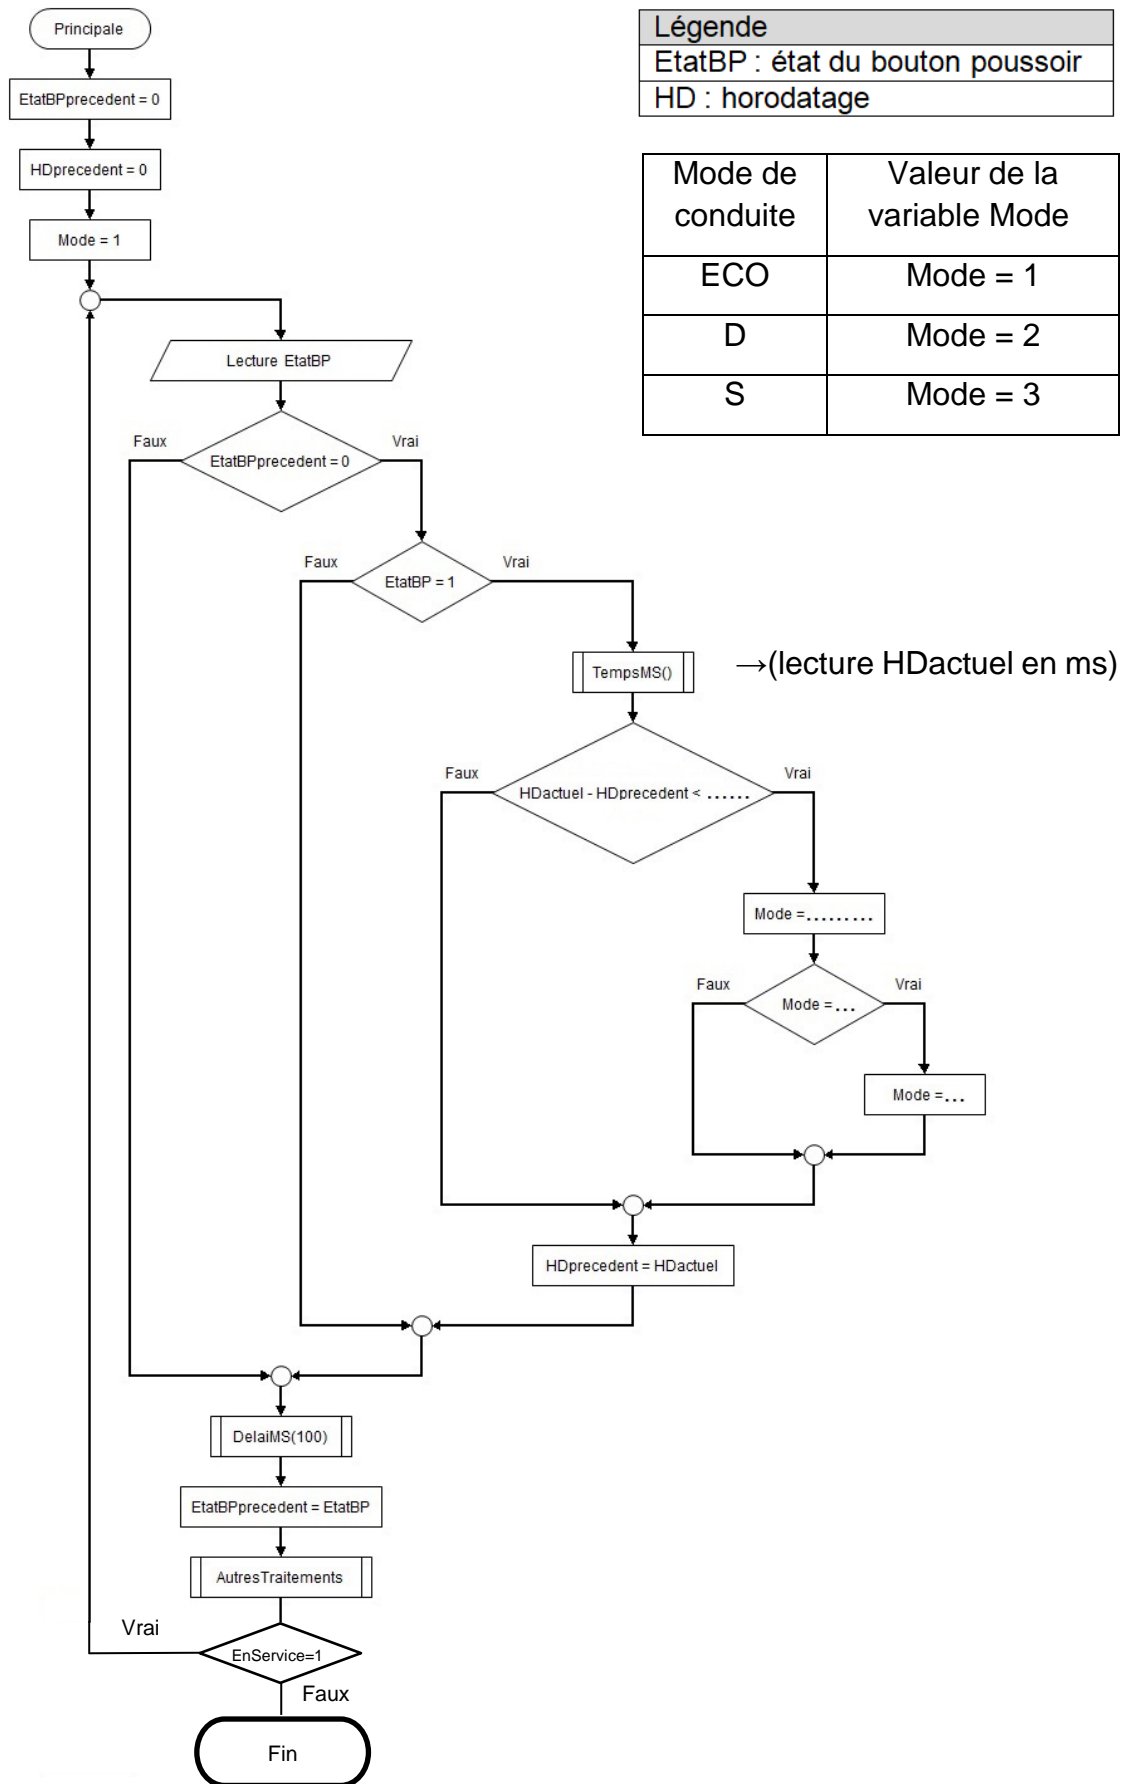 Principale
EtatBPprecedent = 0
HDprecedent = 0
Mode = 1
Légende
EtatBP : état du bouton poussoir
HD : horodatage
Mode de conduite
Valeur de la variable Mode
ECO
Mode = 1
D
Mode = 2
S
Mode = 3
Lecture EtatBP
Faux
EtatBPprecedent = 0
Vrai
Faux
EtatBP = 1
Vrai
TempsMS()
→(lecture HDactuel en ms)
Faux
HDactuel - HDprecedent < ......
Vrai
Mode =.........
Faux
Mode =...
Vrai
Mode =...
HDprecedent = HDactuel
DelaiMS(100)
EtatBPprecedent = EtatBP
AutresTraitements
Vrai
EnService=1
Faux
Fin